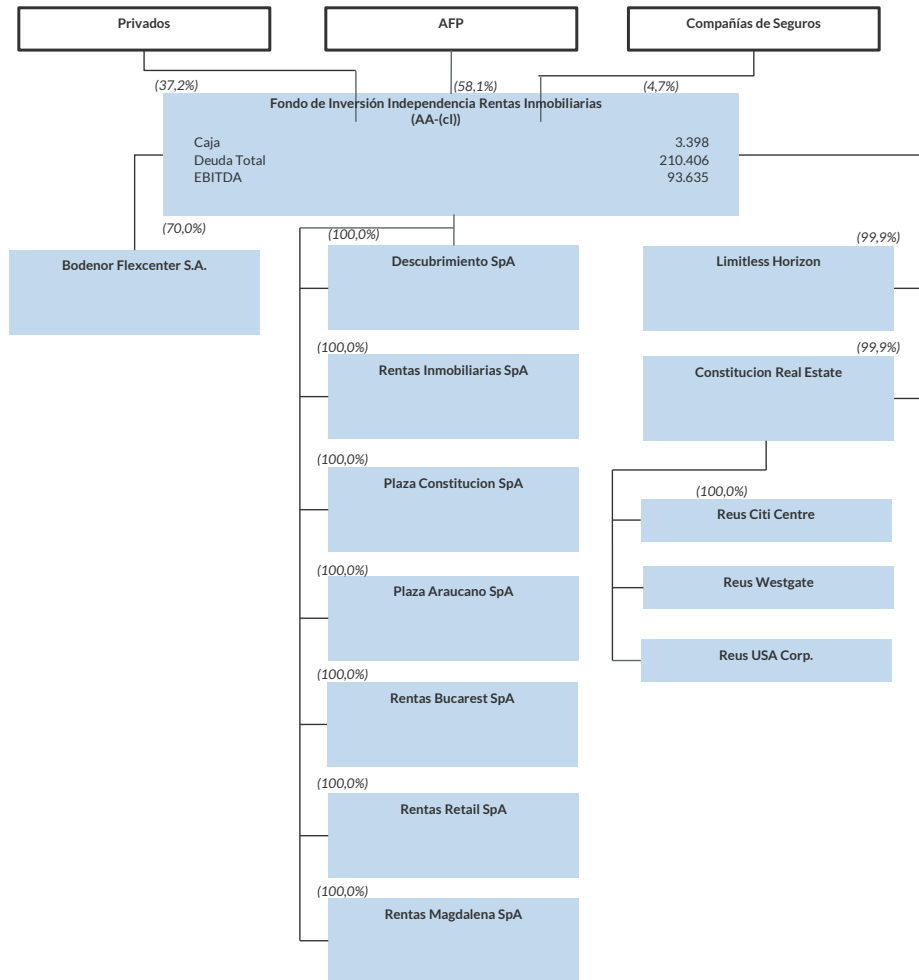 Privados
AFP
Compañías de Seguros
(37,2%)
(58,1%)
(4,7%)
Fondo de Inversión Independencia Rentas Inmobiliarias
(AA-(cl))
Caja 3.398
Deuda Total 210.406
EBITDA 93.635
(70,0%)
Bodenor Flexcenter S.A.
(100,0%)
Descubrimiento SpA
(99,9%)
Limitless Horizon
(100,0%)
Rentas Inmobiliarias SpA
(99,9%)
Constitucion Real Estate
(100,0%)
Plaza Constitucion SpA
(100,0%)
Reus Citi Centre
(100,0%)
Plaza Araucano SpA
Reus Westgate
Reus USA Corp.
(100,0%)
Rentas Bucarest SpA
(100,0%)
Rentas Retail SpA
(100,0%)
Rentas Magdalena SpA